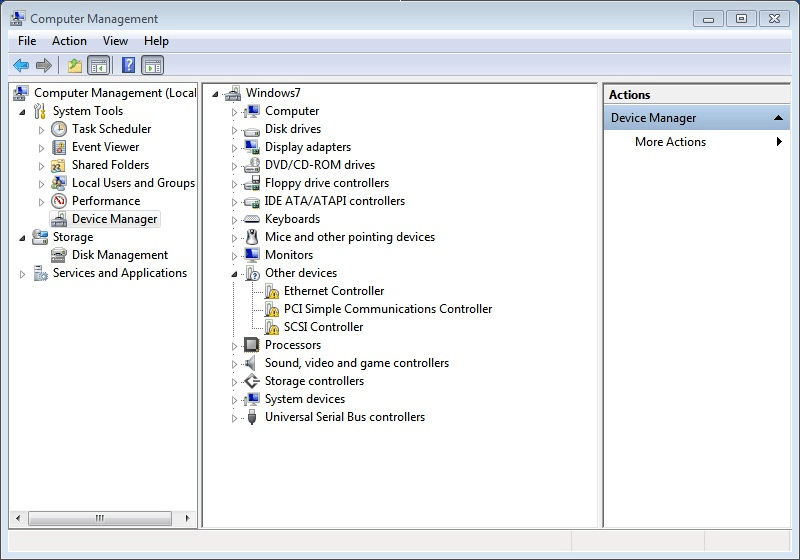 Computer Management
File Action View Help
Computer Management (Local
System Tools
Task Scheduler
Event Viewer
Shared Folders
Local Users and Groups
Performance
Device Manager
Storage
Disk Management
Services and Applications
Windows7
Computer
Disk drives
Display adapters
DVD/CD-ROM drives
Floppy drive controllers
IDE ATA/ATAPI controllers
Keyboards
Mice and other pointing devices
Monitors
Other devices
Ethernet Controller
PCI Simple Communications Controller
SCSI Controller
Processors
Sound, video and game controllers
Storage controllers
System devices
Universal Serial Bus controllers
Actions
Device Manager
More Actions